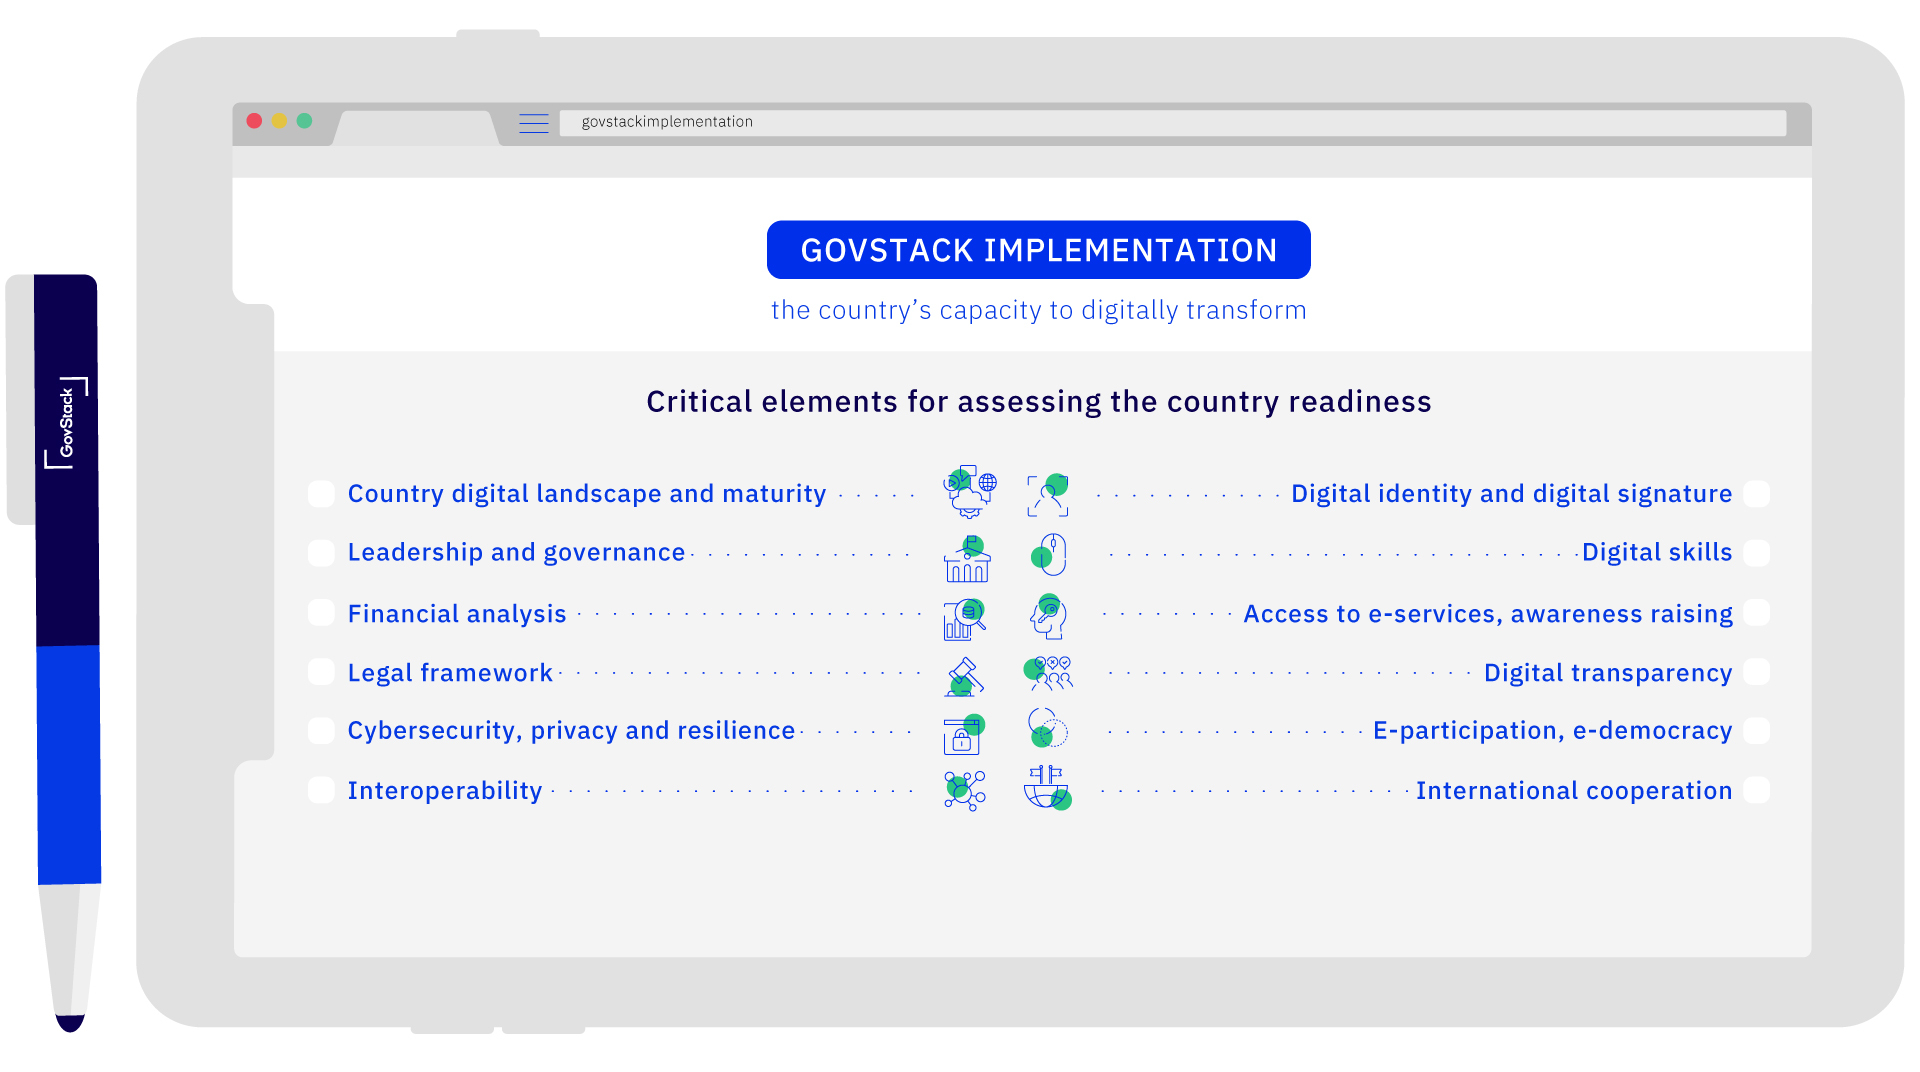 govstackimplementation
GOVSTACK IMPLEMENTATION
the country’s capacity to digitally transform
Critical elements for assessing the country readiness
Country digital landscape and maturity
Digital identity and digital signature
Leadership and governance
Digital skills
Financial analysis
Access to e-services, awareness raising
Legal framework
Digital transparency
Cybersecurity, privacy and resilience
E-participation, e-democracy
Interoperability
International cooperation
GovStack